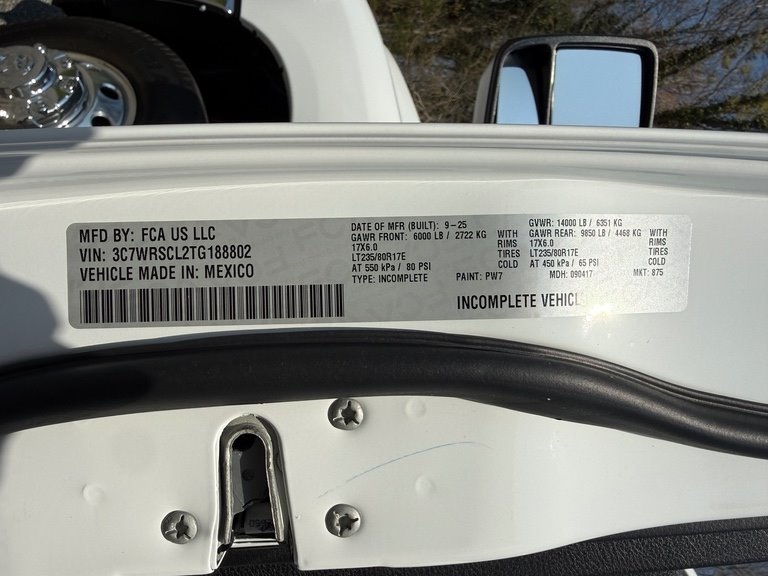 MFD BY: FCA US LLC
VIN: 3C7WRSCL2TG188802
VEHICLE MADE IN: MEXICO
DATE OF MFR (BUILT): 9-25
GAWR FRONT: 6000 LB / 2722 KG WITH
17X6.0 RIMS
LT235/80R17E TIRES
AT 550 kPa / 80 PSI COLD
TYPE: INCOMPLETE
GVWR: 14000 LB / 6351 KG
GAWR REAR: 9850 LB / 4468 KG WITH
17X6.0 RIMS
LT235/80R17E TIRES
AT 450 kPa / 65 PSI COLD
PAINT: PW7 MDH: 090417 MKT: 875
INCOMPLETE VEHICL